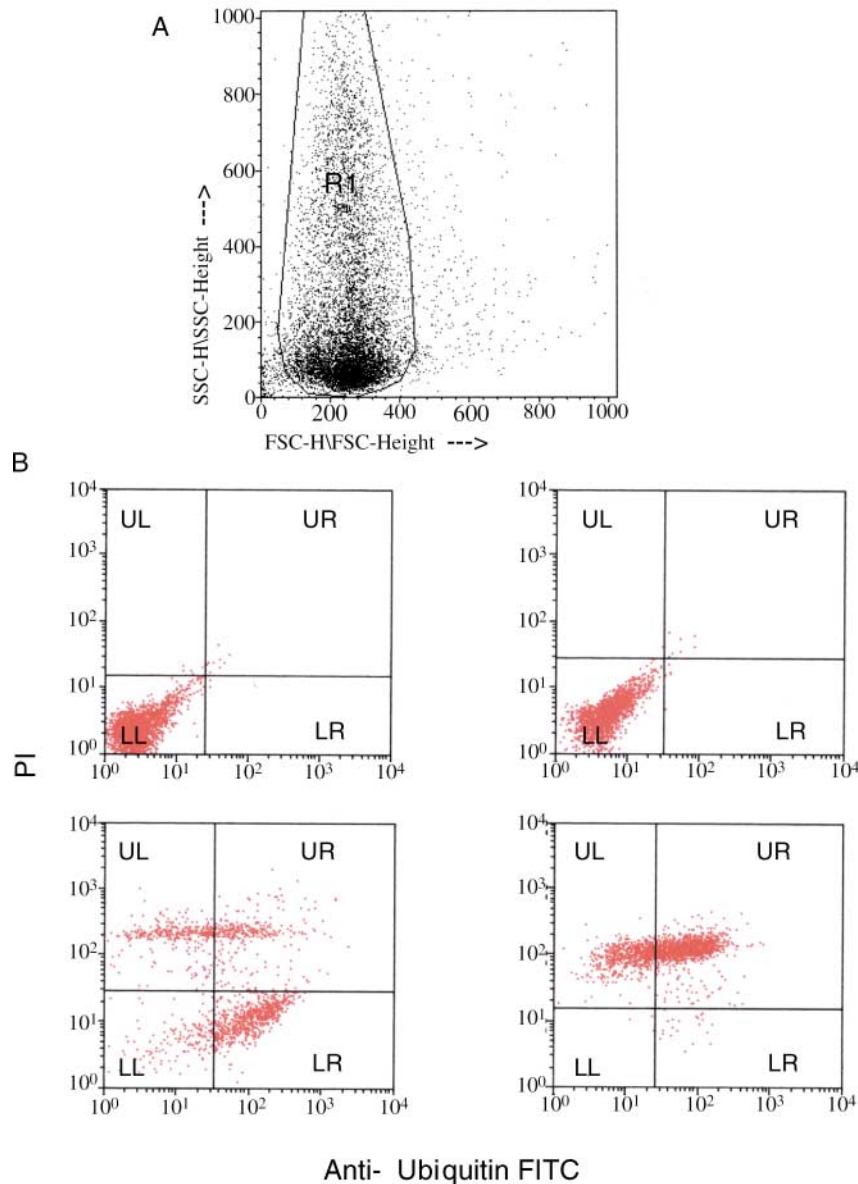 A
1000
800
600
400
200
0
R1
SSC-H\SSC-Height --->
0 200 400 600 800 1000
FSC-H\FSC-Height --->
B
10⁴
10³
10²
10¹
10⁰
UL UR
LL LR
10⁰ 10¹ 10² 10³ 10⁴
10⁴
10³
10²
10¹
10⁰
UL UR
LL LR
10⁰ 10¹ 10² 10³ 10⁴
PI
10⁴
10³
10²
10¹
10⁰
UL UR
LL LR
10⁰ 10¹ 10² 10³ 10⁴
10⁴
10³
10²
10¹
10⁰
UL UR
LL LR
10⁰ 10¹ 10² 10³ 10⁴
Anti- Ubiquitin FITC